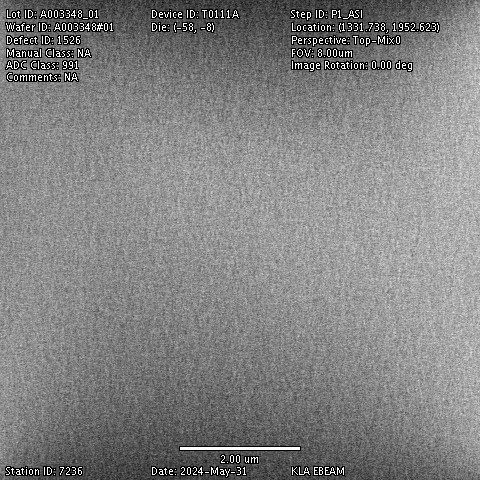 Lot ID: A003348_01
Wafer ID: A003348#01
Defect ID: 1526
Manual Class: NA
ADC Class: 991
Comments: NA
Device ID: T0111A
Die: (-58, -8)
Step ID: P1_ASI
Location: (1331.738, 1952.623)
Perspective: Top-Mix0
FOV: 8.00um
Image Rotation: 0.00 deg
2.00 um
Station ID: 7236
Date: 2024-May-31
KLA EBEAM